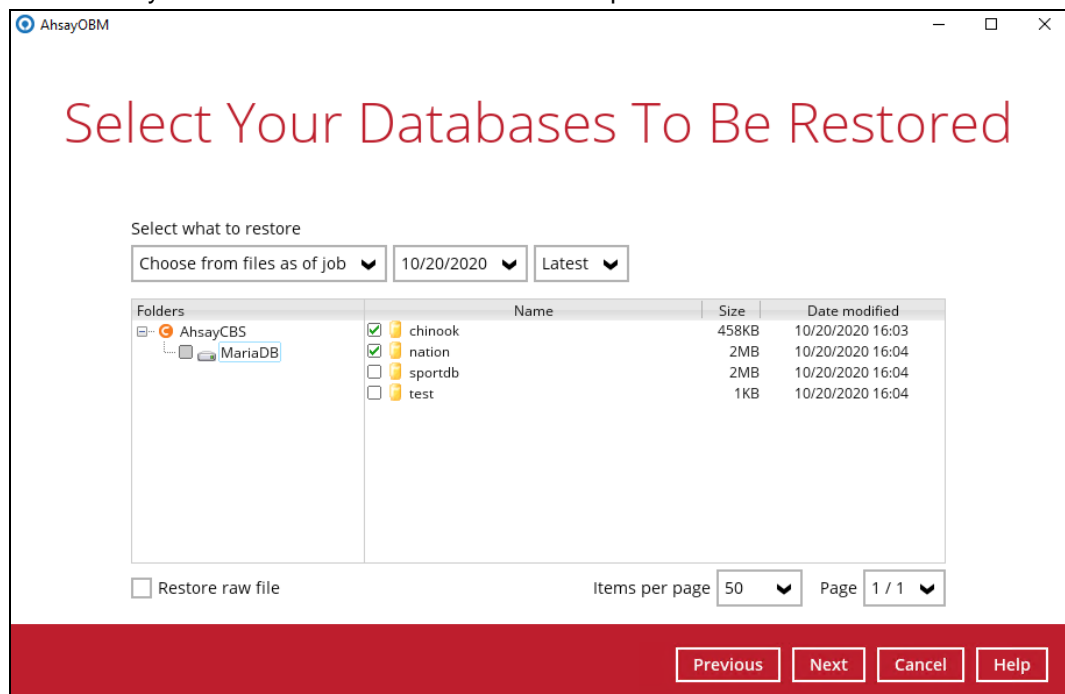 AhsayOBM
Select Your Databases To Be Restored
Select what to restore
Choose from files as of job 10/20/2020 Latest
Folders Name Size Date modified
AhsayCBS chinook 458KB 10/20/2020 16:03
MariaDB nation 2MB 10/20/2020 16:04
sportdb 2MB 10/20/2020 16:04
test 1KB 10/20/2020 16:04
Restore raw file Items per page 50 Page 1 / 1
Previous Next Cancel Help